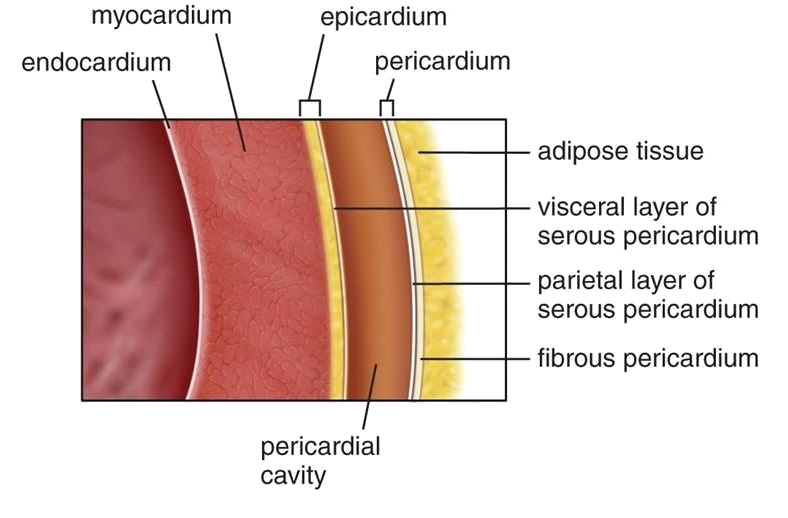 myocardium
epicardium
endocardium
pericardium
adipose tissue
visceral layer of
serous pericardium
parietal layer of
serous pericardium
fibrous pericardium
pericardial
cavity